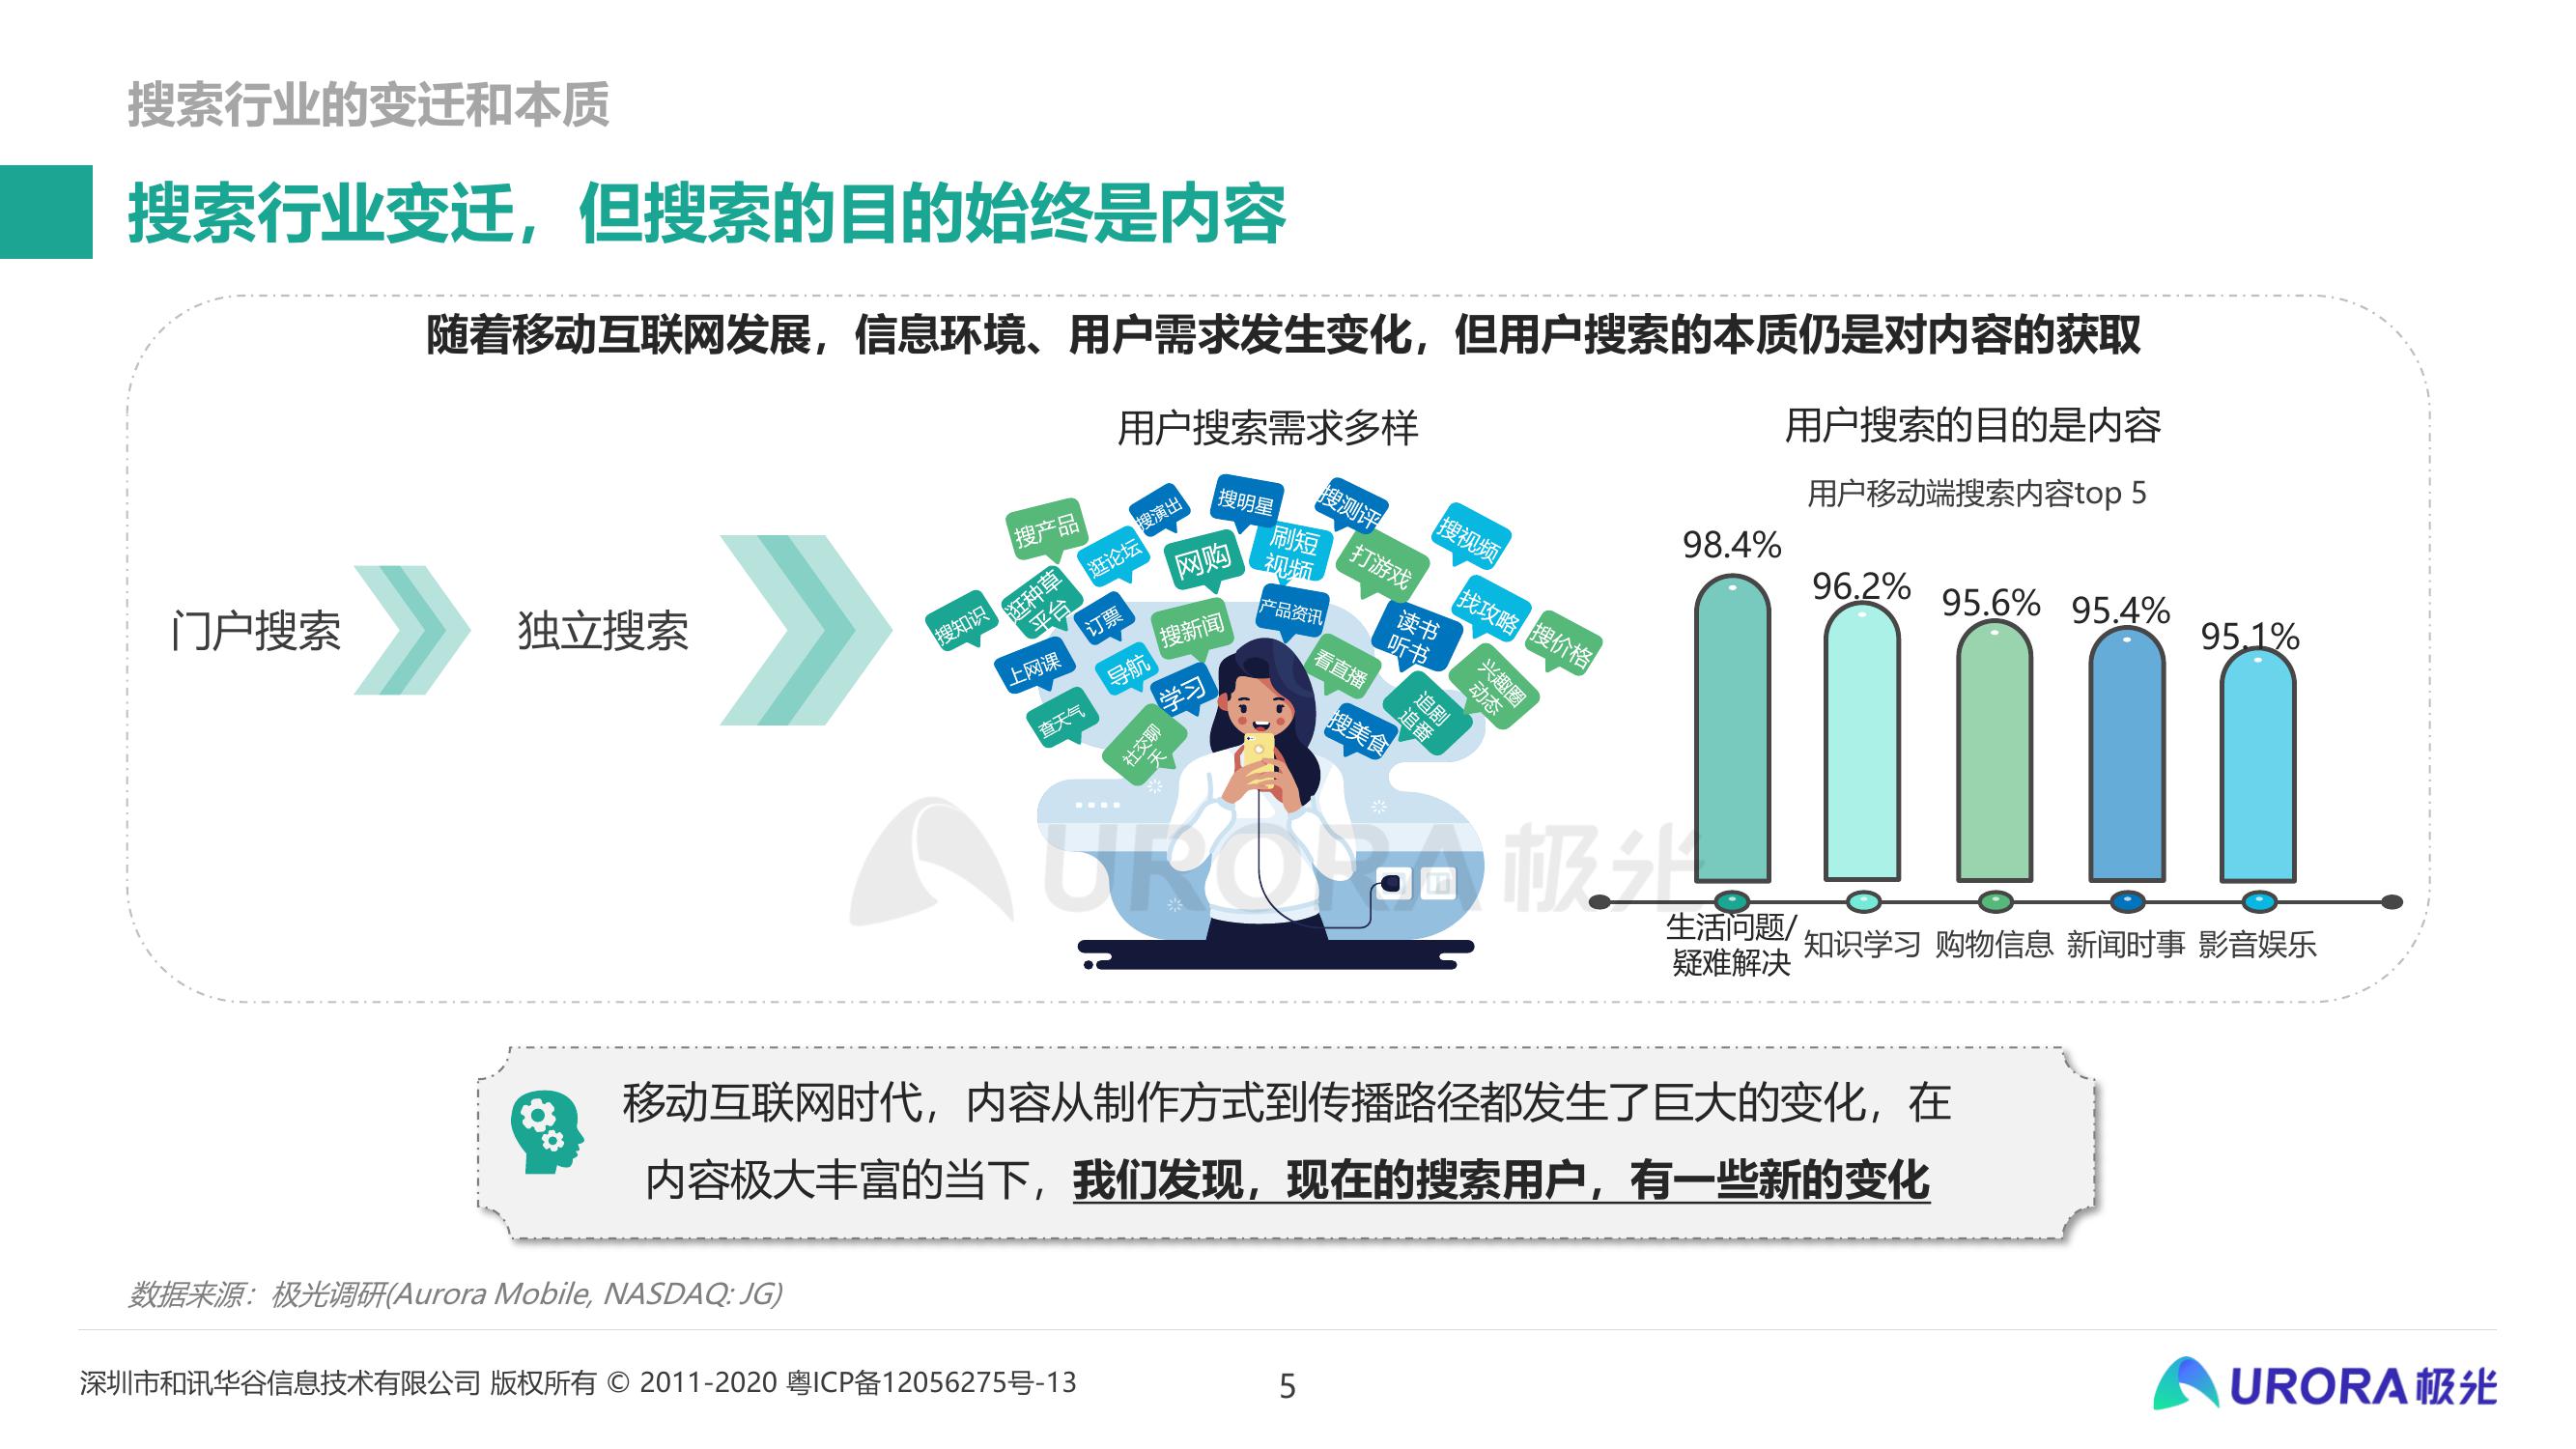 搜索行业的变迁和本质
搜索行业变迁，但搜索的目的始终是内容
随着移动互联网发展，信息环境、用户需求发生变化，但用户搜索的本质仍是对内容的获取
门户搜索
独立搜索
用户搜索需求多样
搜产品
搜演出
搜明星
搜测评
搜视频
逛论坛
网购
刷短
视频
打游戏
搜知识
逛种草
平台
订票
搜新闻
产品资讯
读书
听书
找攻略
搜价格
上网课
导航
学习
看直播
兴趣圈
动态
查天气
社交聊
天
搜美食
追剧
追番
用户搜索的目的是内容
用户移动端搜索内容top 5
98.4%
96.2%
95.6%
95.4%
95.1%
生活问题/
疑难解决
知识学习
购物信息
新闻时事
影音娱乐
URORA极光
移动互联网时代，内容从制作方式到传播路径都发生了巨大的变化，在
内容极大丰富的当下，我们发现，现在的搜索用户，有一些新的变化
数据来源：极光调研(Aurora Mobile, NASDAQ: JG)
深圳市和讯华谷信息技术有限公司 版权所有 © 2011-2020 粤ICP备12056275号-13
5
URORA极光